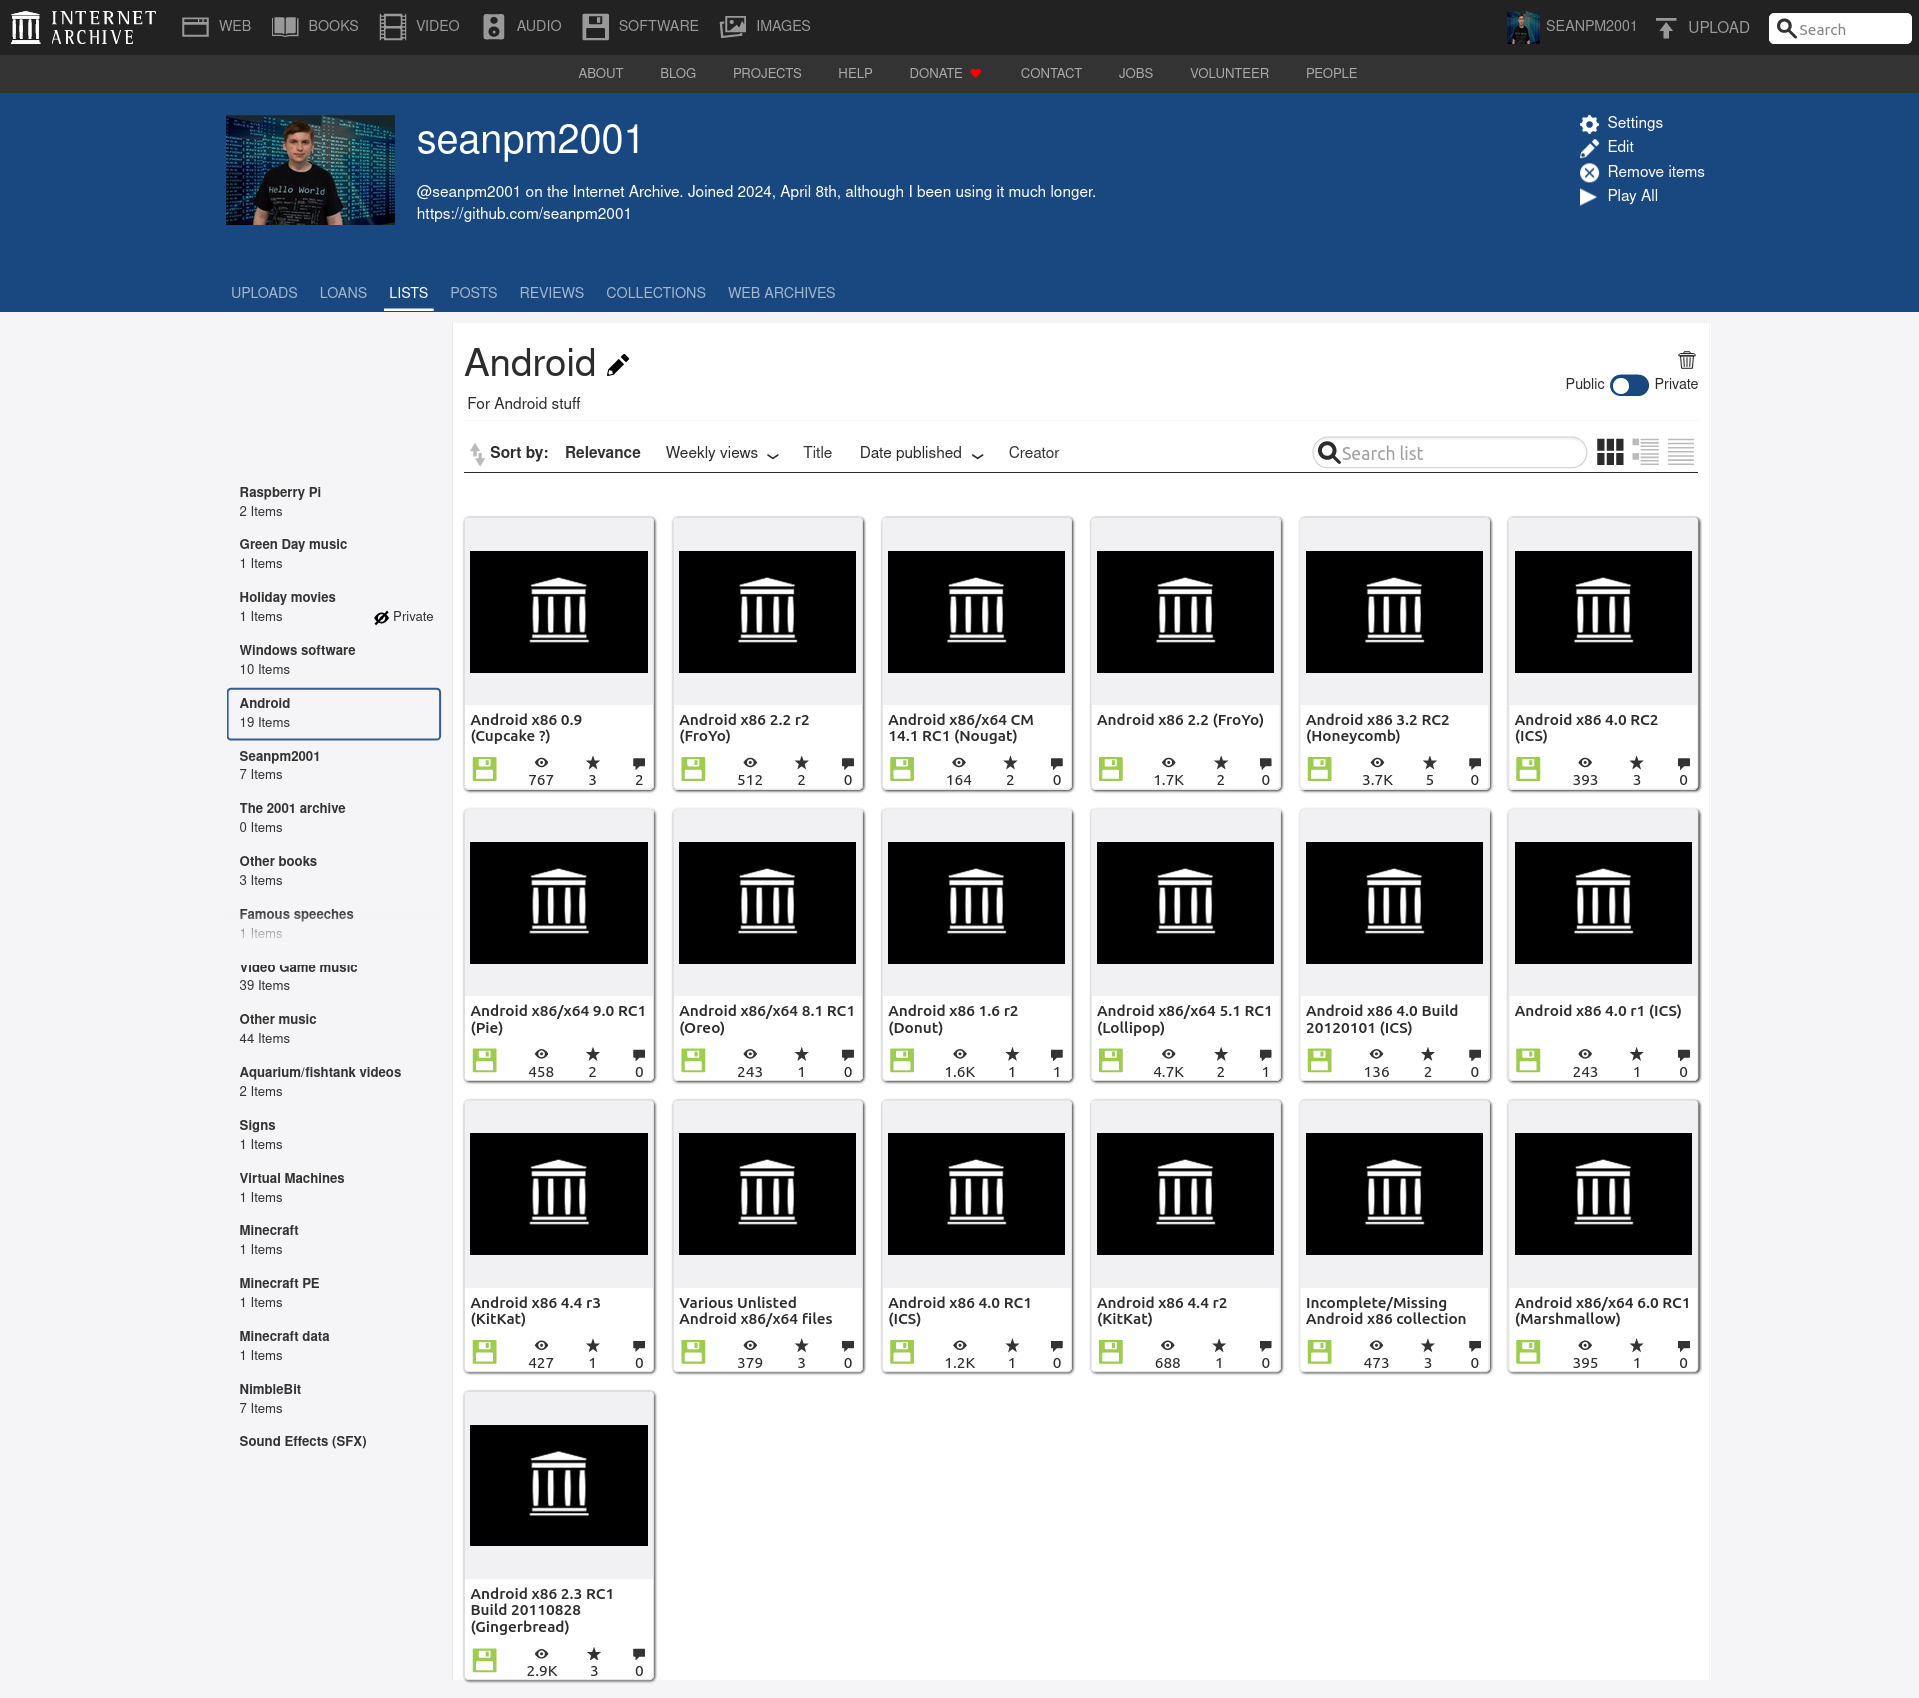 INTERNET ARCHIVE
WEB BOOKS VIDEO AUDIO SOFTWARE IMAGES SEANPM2001 UPLOAD Search
ABOUT BLOG PROJECTS HELP DONATE CONTACT JOBS VOLUNTEER PEOPLE
Hello World
seanpm2001
@seanpm2001 on the Internet Archive. Joined 2024, April 8th, although I been using it much longer.
https://github.com/seanpm2001
Settings
Edit
Remove items
Play All
UPLOADS LOANS LISTS POSTS REVIEWS COLLECTIONS WEB ARCHIVES
Raspberry Pi
2 Items
Green Day music
1 Items
Holiday movies
1 Items Private
Windows software
10 Items
Android
19 Items
Seanpm2001
7 Items
The 2001 archive
0 Items
Other books
3 Items
Famous speeches
1 Items
Video Game music
39 Items
Other music
44 Items
Aquarium/fishtank videos
2 Items
Signs
1 Items
Virtual Machines
1 Items
Minecraft
1 Items
Minecraft PE
1 Items
Minecraft data
1 Items
NimbleBit
7 Items
Sound Effects (SFX)
Android
For Android stuff
Public Private
Sort by: Relevance Weekly views Title Date published Creator Search list
Android x86 0.9
(Cupcake ?)
767 3 2
Android x86 2.2 r2
(FroYo)
512 2 0
Android x86/x64 CM
14.1 RC1 (Nougat)
164 2 0
Android x86 2.2 (FroYo)
1.7K 2 0
Android x86 3.2 RC2
(Honeycomb)
3.7K 5 0
Android x86 4.0 RC2
(ICS)
393 3 0
Android x86/x64 9.0 RC1
(Pie)
458 2 0
Android x86/x64 8.1 RC1
(Oreo)
243 1 0
Android x86 1.6 r2
(Donut)
1.6K 1 1
Android x86/x64 5.1 RC1
(Lollipop)
4.7K 2 1
Android x86 4.0 Build
20120101 (ICS)
136 2 0
Android x86 4.0 r1 (ICS)
243 1 0
Android x86 4.4 r3
(KitKat)
427 1 0
Various Unlisted
Android x86/x64 files
379 3 0
Android x86 4.0 RC1
(ICS)
1.2K 1 0
Android x86 4.4 r2
(KitKat)
688 1 0
Incomplete/Missing
Android x86 collection
473 3 0
Android x86/x64 6.0 RC1
(Marshmallow)
395 1 0
Android x86 2.3 RC1
Build 20110828
(Gingerbread)
2.9K 3 0